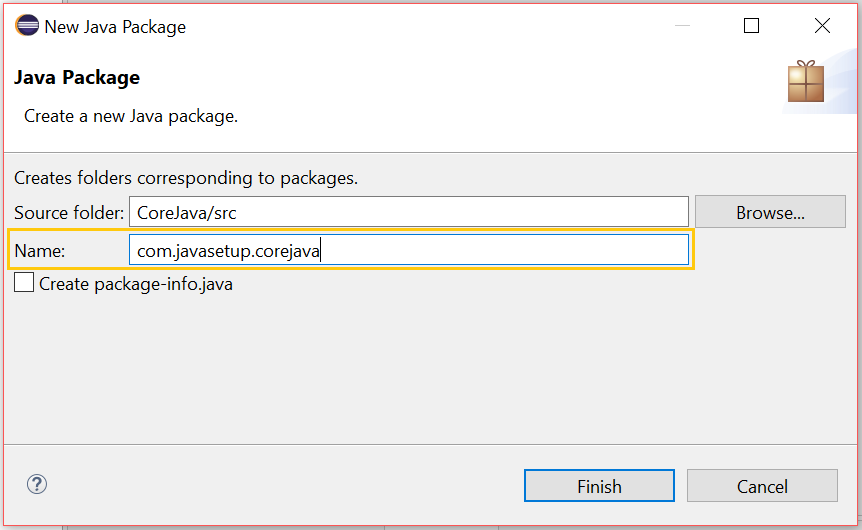 New Java Package
Java Package
Create a new Java package.
Creates folders corresponding to packages.
Source folder: CoreJava/src Browse...
Name: com.javasetup.corejava
Create package-info.java
? Finish Cancel